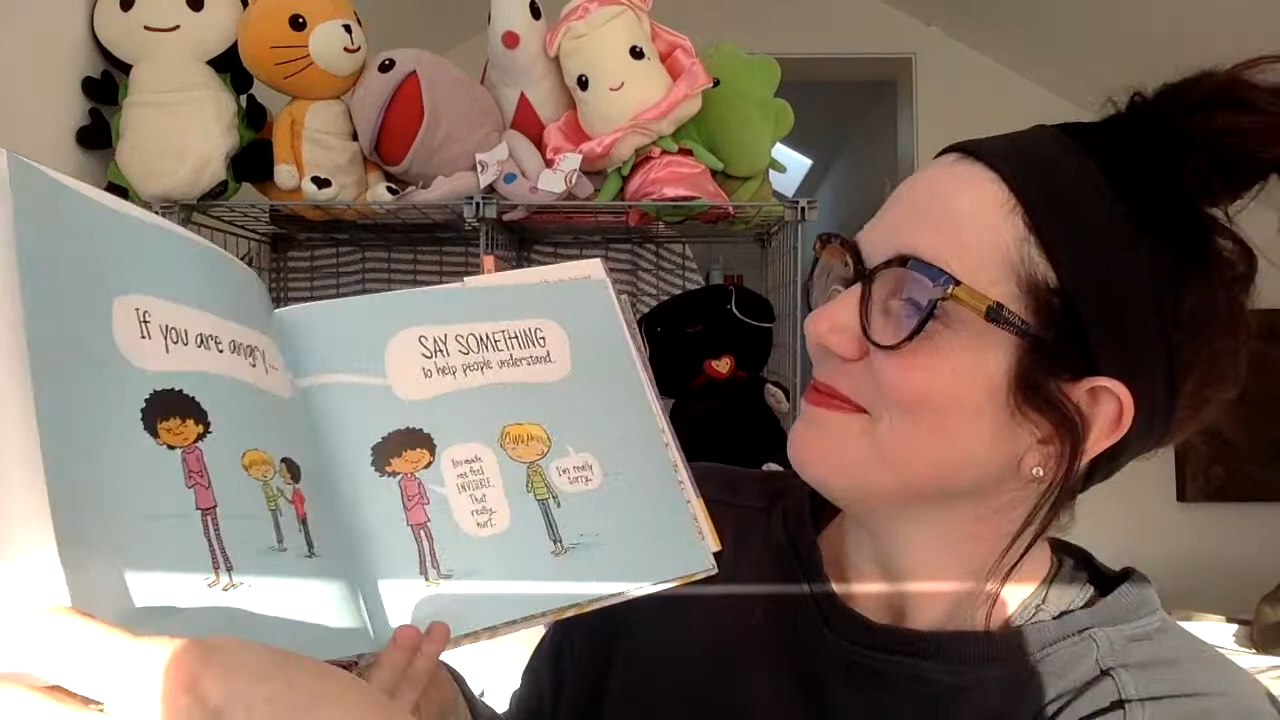 If you are angry...
SAY SOMETHING
to help people understand.
You made
me feel
INVISIBLE.
That
really
hurt.
I'm really
sorry.